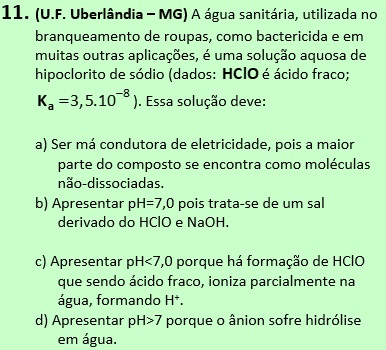 11. (U.F. Uberlândia – MG) A água sanitária, utilizada no
branqueamento de roupas, como bactericida e em
muitas outras aplicações, é uma solução aquosa de
hipoclorito de sódio (dados: HClO é ácido fraco;
Kₐ =3,5.10⁻⁸ ). Essa solução deve:
a) Ser má condutora de eletricidade, pois a maior
parte do composto se encontra como moléculas
não-dissociadas.
b) Apresentar pH=7,0 pois trata-se de um sal
derivado do HClO e NaOH.
c) Apresentar pH<7,0 porque há formação de HClO
que sendo ácido fraco, ioniza parcialmente na
água, formando H⁺.
d) Apresentar pH>7 porque o ânion sofre hidrólise
em água.